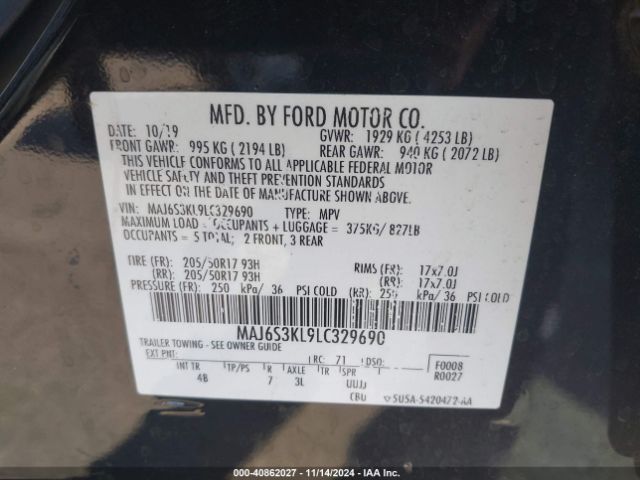 MFD. BY FORD MOTOR CO.
DATE: 10/19 GVWR: 1929 KG ( 4253 LB)
FRONT GAWR: 995 KG ( 2194 LB) REAR GAWR: 940 KG ( 2072 LB)
THIS VEHICLE CONFORMS TO ALL APPLICABLE FEDERAL MOTOR
VEHICLE SAFETY AND THEFT PREVENTION STANDARDS
IN EFFECT ON THE DATE OF MANUFACTURE SHOWN ABOVE.
VIN: MAJ6S3KL9LC329690 TYPE: MPV
MAXIMUM LOAD = OCCUPANTS + LUGGAGE = 375KG/ 827LB
OCCUPANTS = 5 TOTAL; 2 FRONT, 3 REAR
TIRE (FR): 205/50R17 93H RIMS (FR): 17x7.0J
(RR): 205/50R17 93H (RR): 17x7.0J
PRESSURE (FR): 250 kPa/ 36 PSI COLD (RR): 250 kPa/ 36 PSI COLD
MAJ6S3KL9LC329690
TRAILER TOWING - SEE OWNER GUIDE
EXT PNT: RC: 71 DSO: F0008
INT TR TP/PS R AXLE TR SPR R0027
4B 7 3L UUJJ
CBU 5U5A-5420472-AA
000-40862027 - 11/14/2024 - IAA Inc.